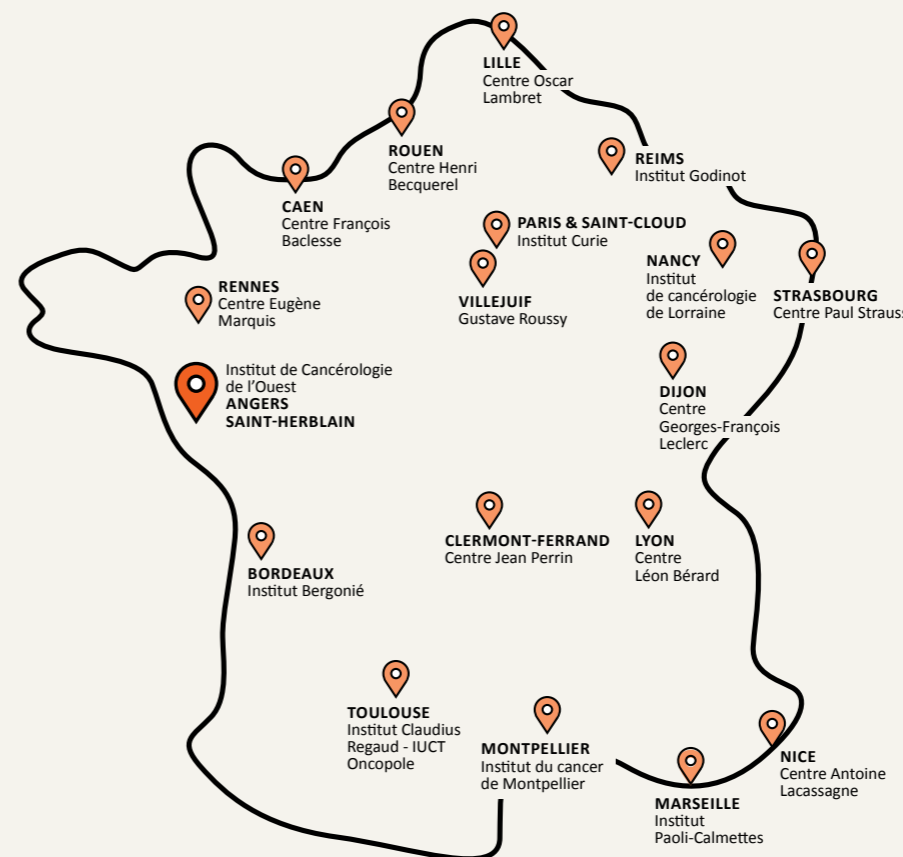 LILLE
Centre Oscar
Lambret
ROUEN
Centre Henri
Becquerel
REIMS
Institut Godinot
CAEN
Centre François
Baclesse
PARIS & SAINT-CLOUD
Institut Curie
NANCY
Institut
de cancérologie
de Lorraine
STRASBOURG
Centre Paul Strauss
VILLEJUIF
Gustave Roussy
RENNES
Centre Eugène
Marquis
Institut de Cancérologie
de l’Ouest
ANGERS
SAINT-HERBLAIN
DIJON
Centre
Georges-François
Leclerc
CLERMONT-FERRAND
Centre Jean Perrin
LYON
Centre
Léon Bérard
BORDEAUX
Institut Bergonié
TOULOUSE
Institut Claudius
Regaud - IUCT
Oncopole
MONTPELLIER
Institut du cancer
de Montpellier
NICE
Centre Antoine
Lacassagne
MARSEILLE
Institut
Paoli-Calmettes